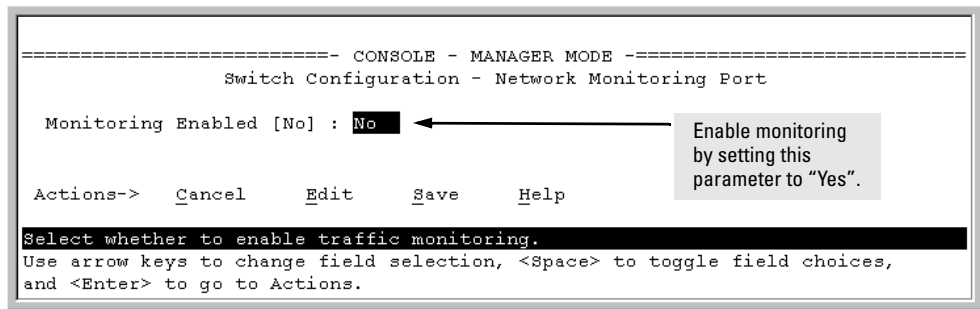 ==========================- CONSOLE - MANAGER MODE -============================
Switch Configuration - Network Monitoring Port
Monitoring Enabled [No] : No
Enable monitoring
by setting this
parameter to “Yes”.
Actions-> Cancel Edit Save Help
Select whether to enable traffic monitoring.
Use arrow keys to change field selection, <Space> to toggle field choices,
and <Enter> to go to Actions.